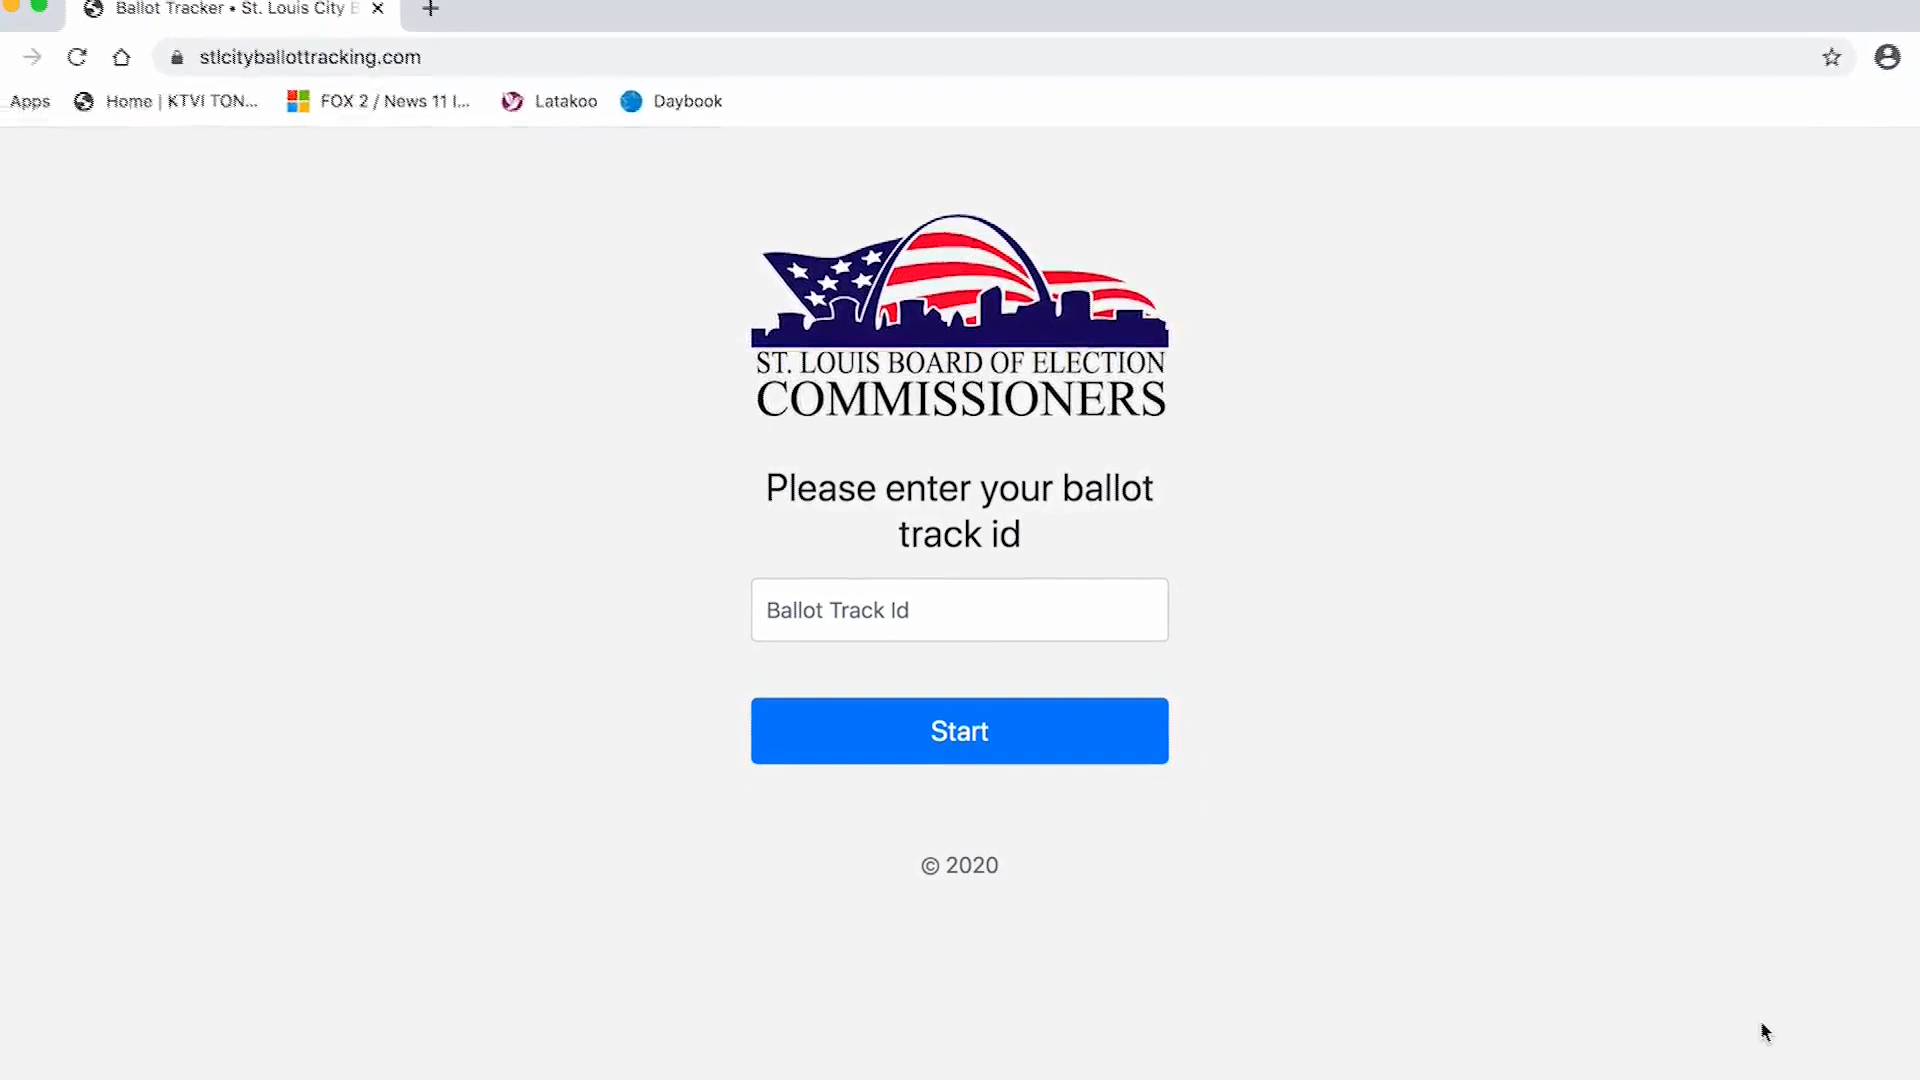 Ballot Tracker • St. Louis City B
stlcityballottracking.com
Apps Home | KTVI TON... FOX 2 / News 11 I... Latakoo Daybook
ST. LOUIS BOARD OF ELECTION
COMMISSIONERS
Please enter your ballot
track id
Ballot Track Id
Start
© 2020